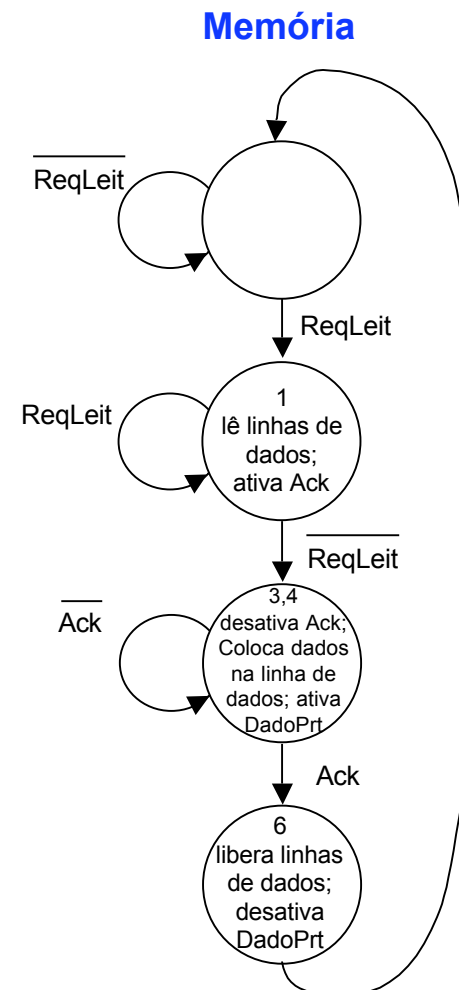 Memória
ReqLeit
ReqLeit
ReqLeit
1
lê linhas de
dados;
ativa Ack
ReqLeit
Ack
3,4
desativa Ack;
Coloca dados
na linha de
dados; ativa
DadoPrt
Ack
6
libera linhas
de dados;
desativa
DadoPrt